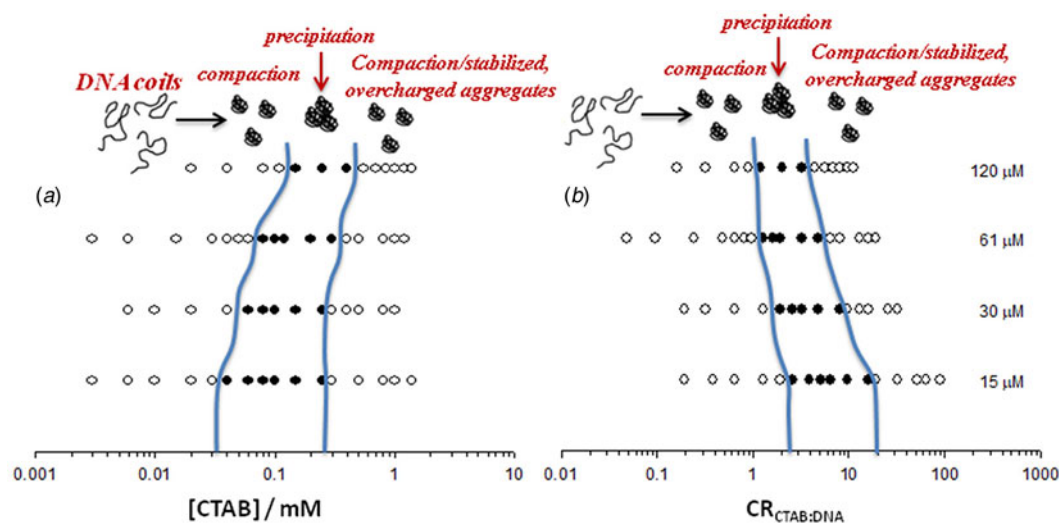 precipitation
DNA coils
compaction
Compaction/stabilized,
overcharged aggregates
(a)
0.001
0.01
0.1
1
10
[CTAB] / mM
precipitation
compaction
Compaction/stabilized,
overcharged aggregates
(b)
120 µM
61 µM
30 µM
15 µM
0.01
0.1
1
10
100
1000
CR_CTAB:DNA